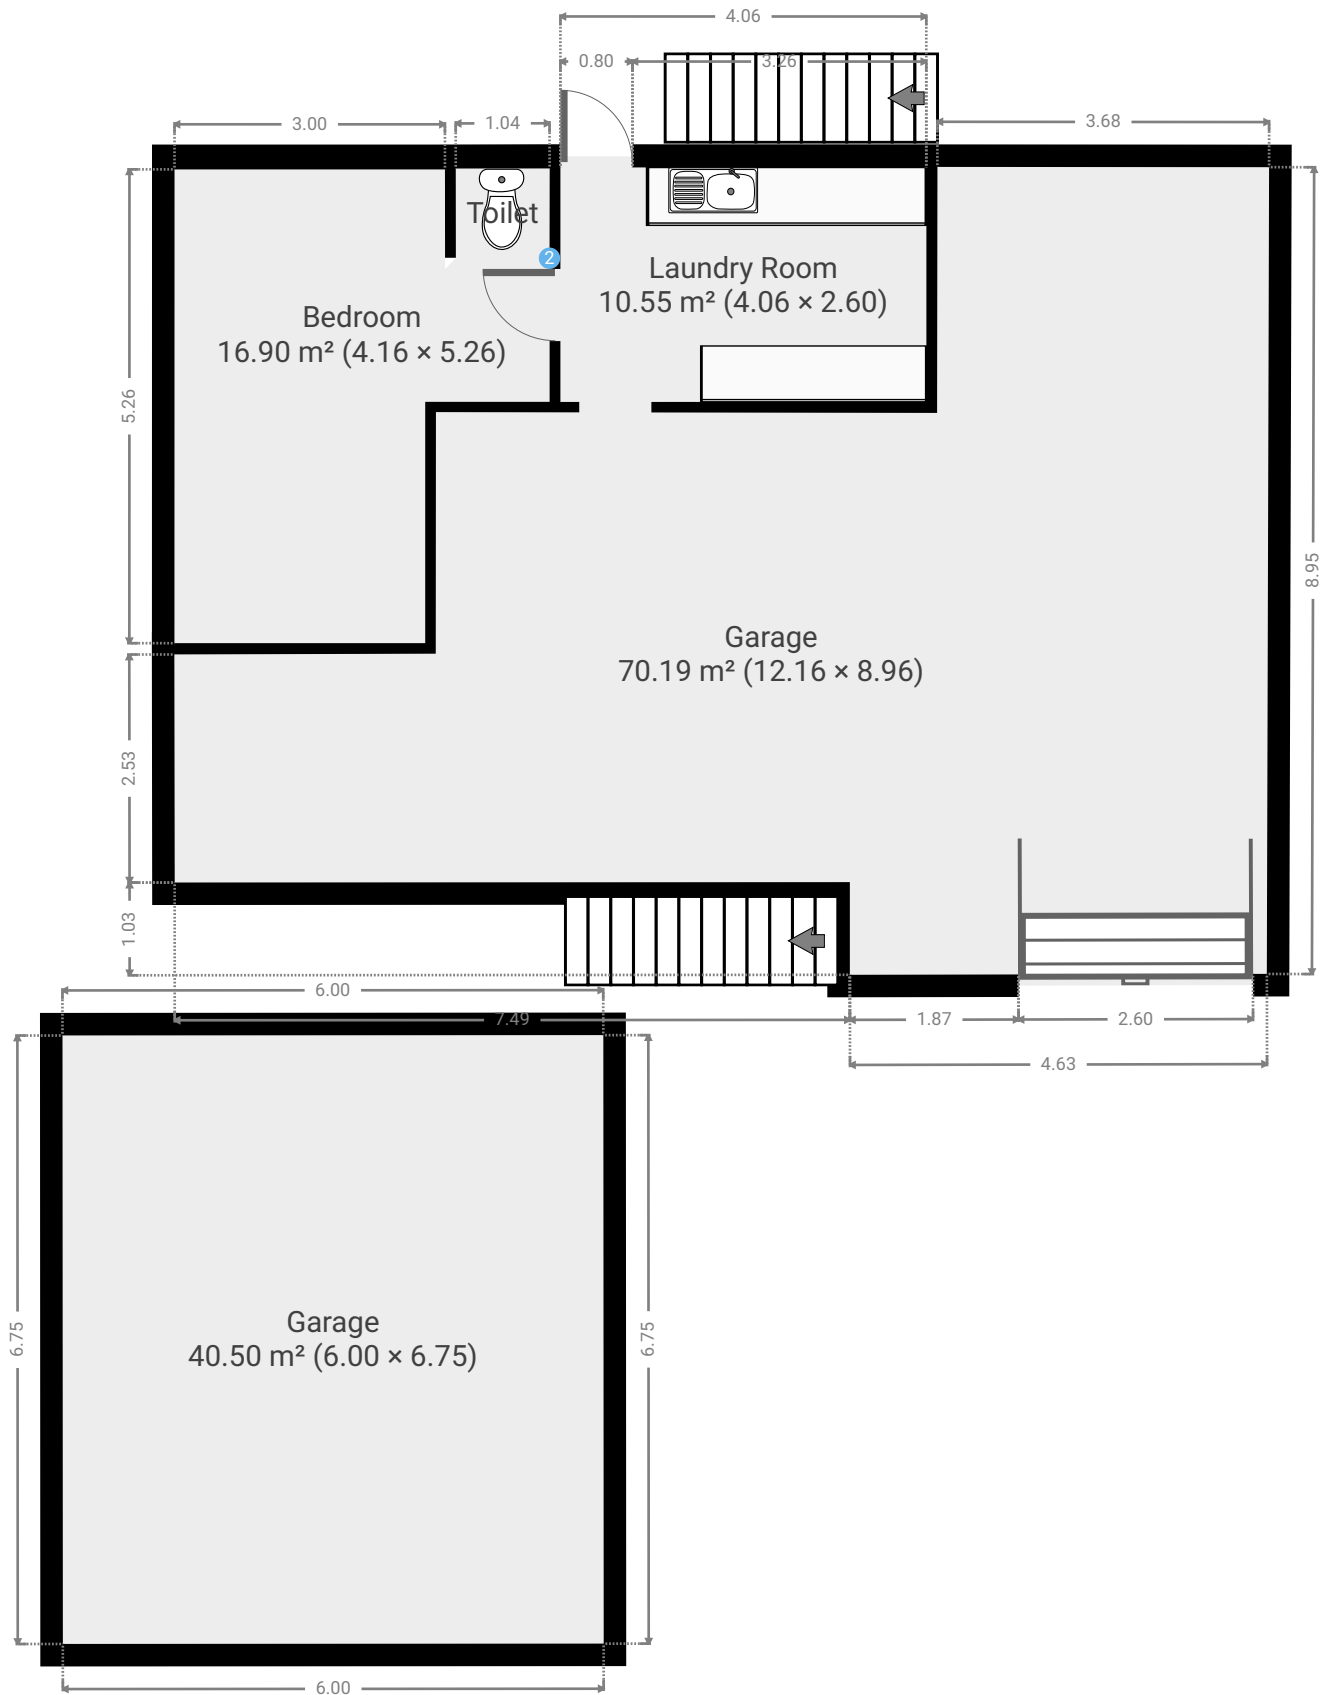 4.06
0.80
3.26
3.00
1.04
3.68
Toilet
2
Laundry Room
10.55 m² (4.06 × 2.60)
Bedroom
16.90 m² (4.16 × 5.26)
5.26
8.95
Garage
70.19 m² (12.16 × 8.96)
2.53
1.03
6.00
7.49
1.87
2.60
4.63
Garage
40.50 m² (6.00 × 6.75)
6.75
6.75
6.00